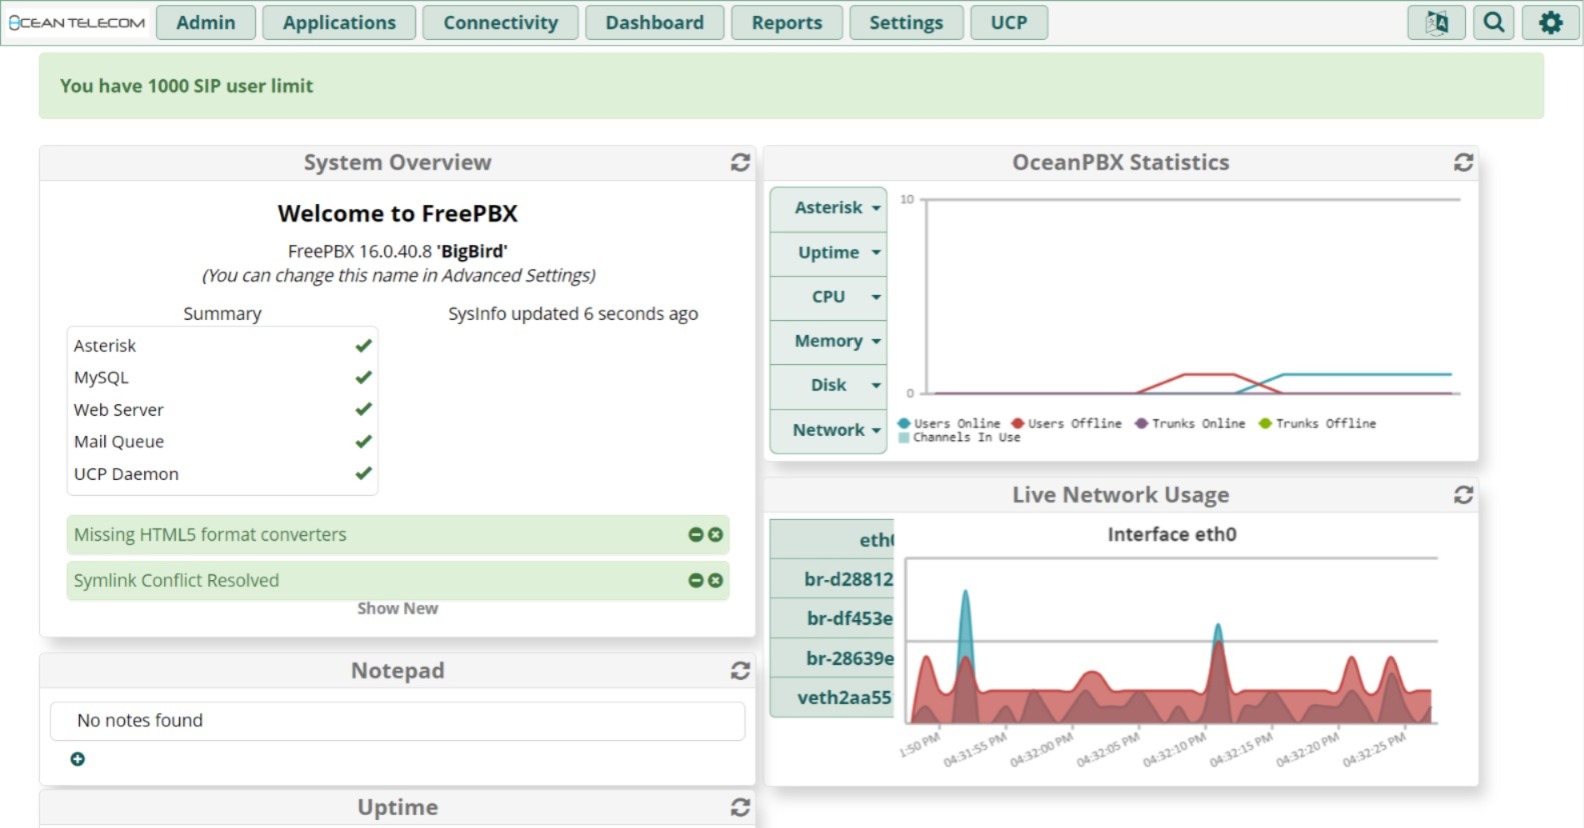 OCEAN TELECOM
Admin
Applications
Connectivity
Dashboard
Reports
Settings
UCP
You have 1000 SIP user limit
System Overview
Welcome to FreePBX
FreePBX 16.0.40.8 'BigBird'
(You can change this name in Advanced Settings)
Summary
SysInfo updated 6 seconds ago
Asterisk
MySQL
Web Server
Mail Queue
UCP Daemon
Missing HTML5 format converters
Symlink Conflict Resolved
Show New
Notepad
No notes found
Uptime
OceanPBX Statistics
Asterisk
Uptime
CPU
Memory
Disk
Network
10
0
Users Online
Users Offline
Trunks Online
Trunks Offline
Channels In Use
Live Network Usage
eth
br-d28812
br-df453e
br-28639e
veth2aa55
Interface eth0
1:50 PM
04:31:55 PM
04:32:00 PM
04:32:05 PM
04:32:10 PM
04:32:15 PM
04:32:20 PM
04:32:25 PM